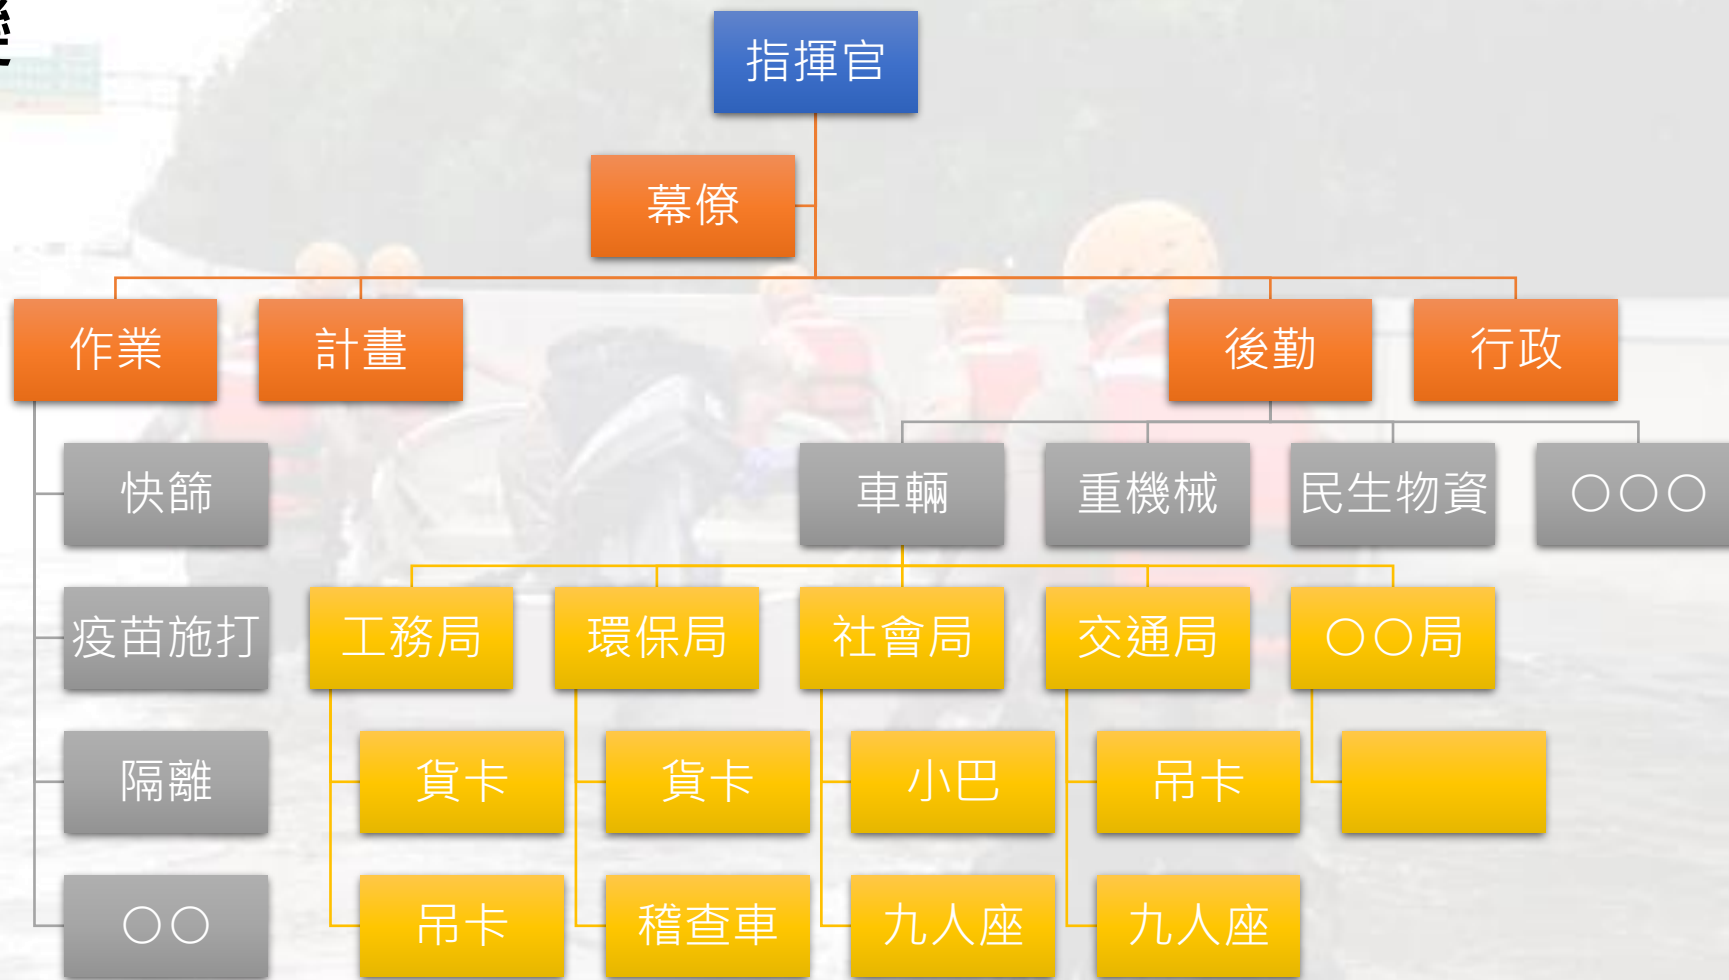 指揮官
幕僚
作業
計畫
後勤
行政
快篩
車輛
重機械
民生物資
○○○
疫苗施打
工務局
環保局
社會局
交通局
○○局
隔離
貨卡
貨卡
小巴
吊卡
○○
吊卡
稽查車
九人座
九人座